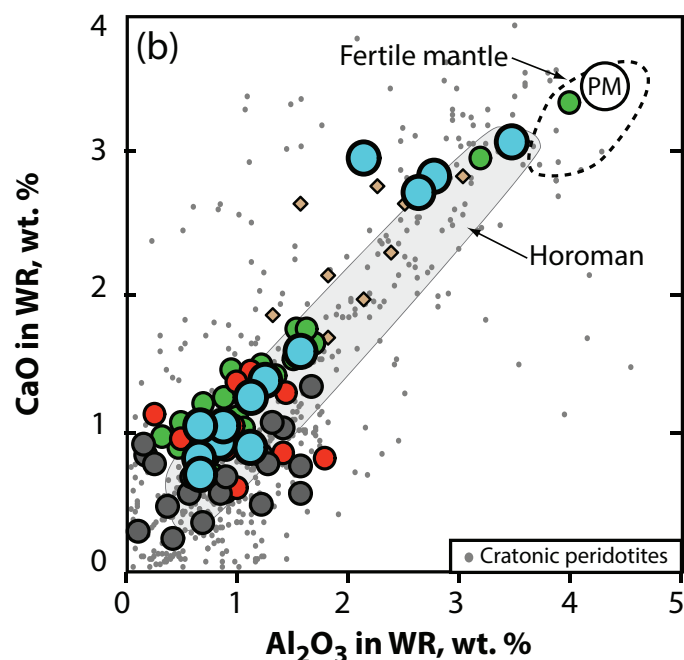 4
(b)
Fertile mantle
PM
3
Horoman
2
CaO in WR, wt. %
1
0
Cratonic peridotites
0 1 2 3 4 5
Al₂O₃ in WR, wt. %